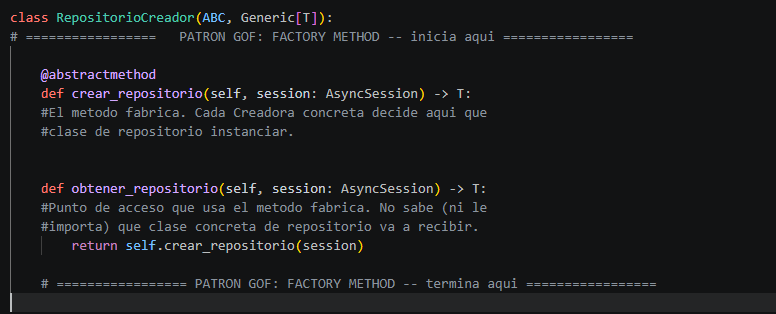 class RepositorioCreador(ABC, Generic[T]):
# =================   PATRON GOF: FACTORY METHOD -- inicia aqui =================
    @abstractmethod
    def crear_repositorio(self, session: AsyncSession) -> T:
    #El metodo fabrica. Cada Creadora concreta decide aqui que
    #clase de repositorio instanciar.
    def obtener_repositorio(self, session: AsyncSession) -> T:
    #Punto de acceso que usa el metodo fabrica. No sabe (ni le
    #importa) que clase concreta de repositorio va a recibir.
        return self.crear_repositorio(session)
    # ================= PATRON GOF: FACTORY METHOD -- termina aqui =================